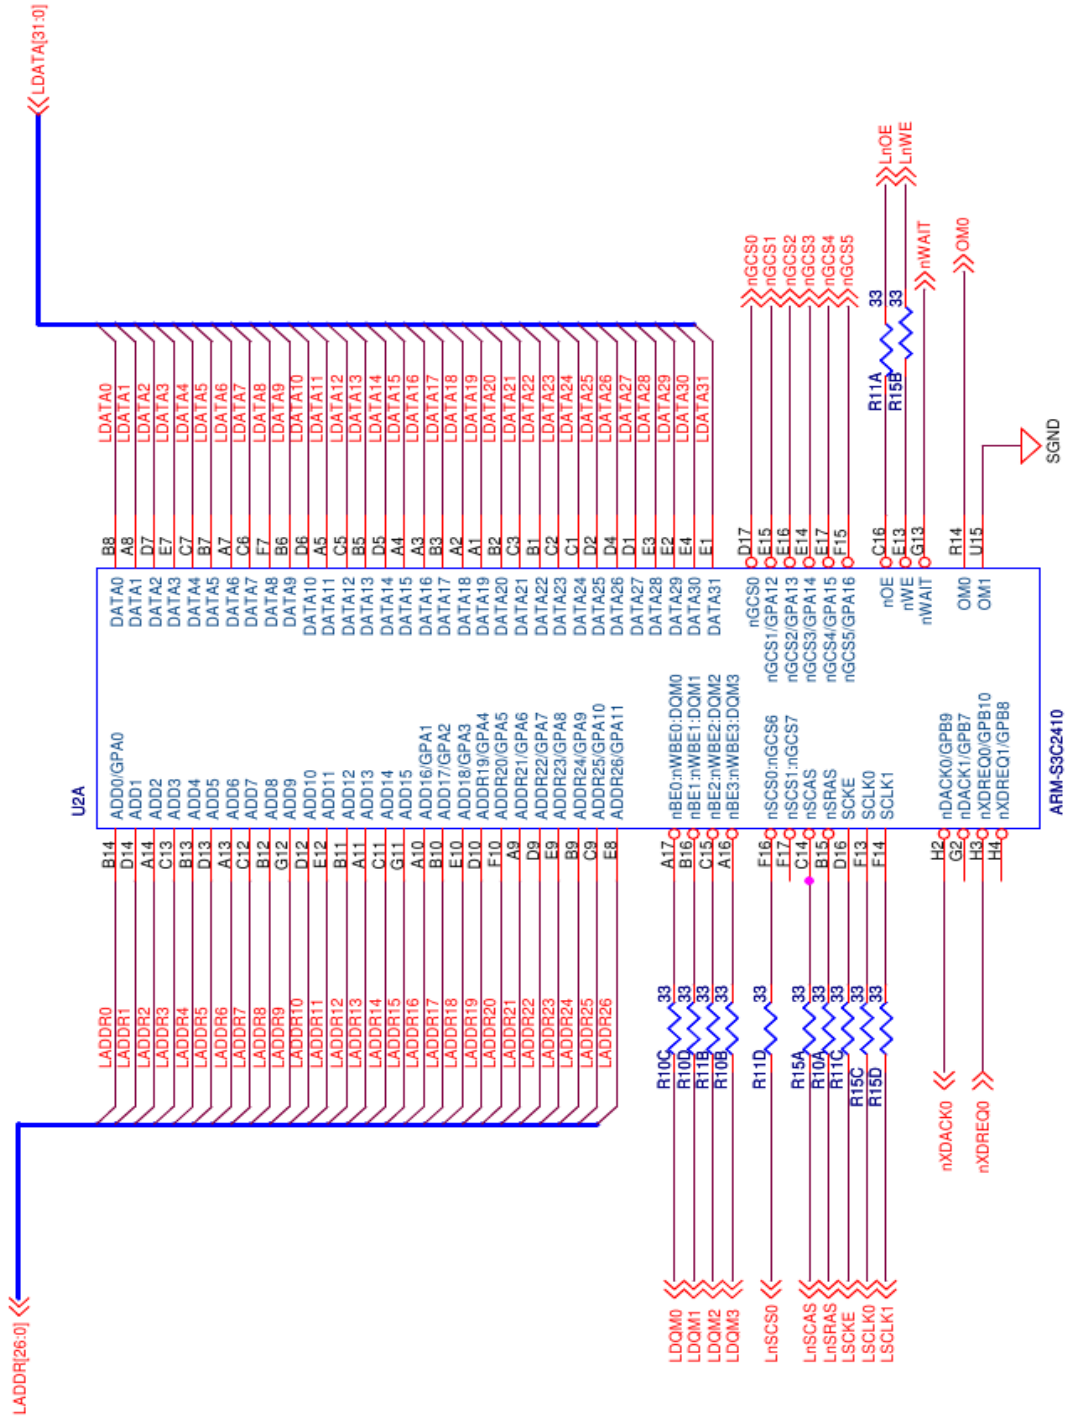 LADDR[26:0] LDATA[31:0]
U2A
LADDR0 B14 ADD0/GPA0 DATA0 B8 LDATA0
LADDR1 D14 ADD1 DATA1 A8 LDATA1
LADDR2 A14 ADD2 DATA2 D7 LDATA2
LADDR3 C13 ADD3 DATA3 E7 LDATA3
LADDR4 B13 ADD4 DATA4 C7 LDATA4
LADDR5 D13 ADD5 DATA5 B7 LDATA5
LADDR6 A13 ADD6 DATA6 A7 LDATA6
LADDR7 C12 ADD7 DATA7 C6 LDATA7
LADDR8 B12 ADD8 DATA8 F7 LDATA8
LADDR9 G12 ADD9 DATA9 B6 LDATA9
LADDR10 D12 ADD10 DATA10 D6 LDATA10
LADDR11 E12 ADD11 DATA11 A5 LDATA11
LADDR12 B11 ADD12 DATA12 C5 LDATA12
LADDR13 A11 ADD13 DATA13 B5 LDATA13
LADDR14 C11 ADD14 DATA14 D5 LDATA14
LADDR15 G11 ADD15 DATA15 A4 LDATA15
LADDR16 A10 ADD16/GPA1 DATA16 A3 LDATA16
LADDR17 B10 ADD17/GPA2 DATA17 B3 LDATA17
LADDR18 E10 ADD18/GPA3 DATA18 A2 LDATA18
LADDR19 D10 ADDR19/GPA4 DATA19 A1 LDATA19
LADDR20 F10 ADDR20/GPA5 DATA20 B2 LDATA20
LADDR21 A9 ADDR21/GPA6 DATA21 C3 LDATA21
LADDR22 D9 ADDR22/GPA7 DATA22 B1 LDATA22
LADDR23 E9 ADDR23/GPA8 DATA23 C2 LDATA23
LADDR24 B9 ADDR24/GPA9 DATA24 C1 LDATA24
LADDR25 C9 ADDR25/GPA10 DATA25 D2 LDATA25
LADDR26 E8 ADDR26/GPA11 DATA26 D4 LDATA26
DATA27 D1 LDATA27
DATA28 E3 LDATA28
LDQM0 R10C 33 A17 nBE0:nWBE0:DQM0 DATA29 E2 LDATA29
LDQM1 R10D 33 B16 nBE1:nWBE1:DQM1 DATA30 E4 LDATA30
LDQM2 R11B 33 C15 nBE2:nWBE2:DQM2 DATA31 E1 LDATA31
LDQM3 R10B 33 A16 nBE3:nWBE3:DQM3
nGCS0 D17 nGCS0
LnSCS0 R11D 33 F16 nSCS0:nGCS6 nGCS1/GPA12 E15 nGCS1
F17 nSCS1:nGCS7 nGCS2/GPA13 E16 nGCS2
LnSCAS R15A 33 C14 nSCAS nGCS3/GPA14 E14 nGCS3
LnSRAS R10A 33 B15 nSRAS nGCS4/GPA15 E17 nGCS4
LSCKE R11C 33 D16 SCKE nGCS5/GPA16 F15 nGCS5
LSCLK0 R15C 33 F13 SCLK0
LSCLK1 R15D 33 F14 SCLK1 nOE C16 R11A 33 LnOE
nWE E13 R15B 33 LnWE
nWAIT G13 nWAIT
nXDACK0 H2 nDACK0/GPB9
G2 nDACK1/GPB7 OM0 R14 OM0
nXDREQ0 H3 nXDREQ0/GPB10 OM1 U15
H4 nXDREQ1/GPB8
SGND
ARM-S3C2410